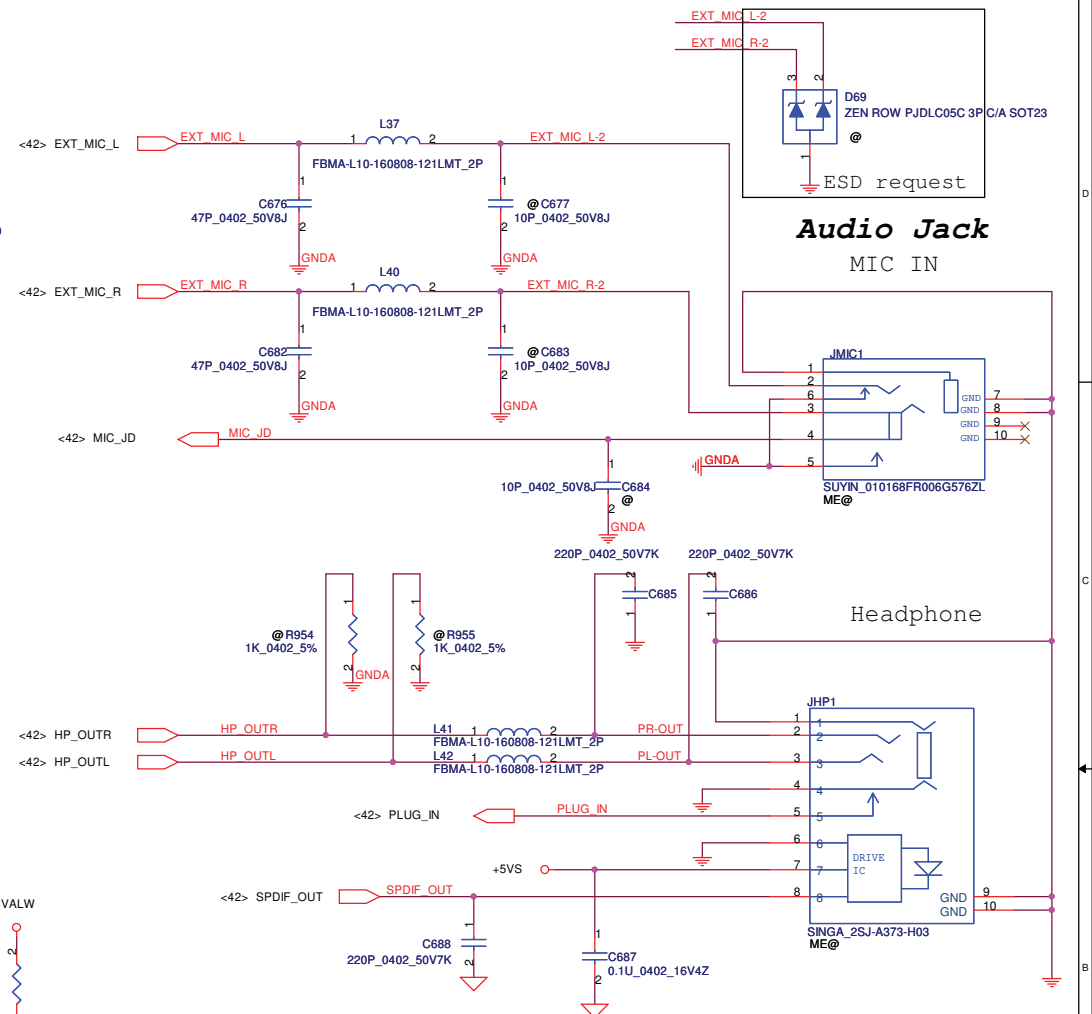 EXT_MIC_L-2
EXT_MIC_R-2
3
2
D69
ZEN ROW PJDLC05C 3P C/A SOT23
@
1
ESD request
Audio Jack
MIC IN
<42> EXT_MIC_L
EXT_MIC_L
1
L37
2
FBMA-L10-160808-121LMT_2P
EXT_MIC_L-2
1
C676
47P_0402_50V8J
2
GNDA
1
@ C677
10P_0402_50V8J
2
GNDA
<42> EXT_MIC_R
EXT_MIC_R
1
L40
2
FBMA-L10-160808-121LMT_2P
EXT_MIC_R-2
1
C682
47P_0402_50V8J
2
GNDA
1
@ C683
10P_0402_50V8J
2
GNDA
<42> MIC_JD
MIC_JD
1
10P_0402_50V8J
C684
@
2
GNDA
GNDA
JMIC1
1
2
6
3
4
5
GND 7
GND 8
GND 9
GND 10
SUYIN_010168FR006G576ZL
ME@
220P_0402_50V7K
2
C685
1
220P_0402_50V7K
2
C686
1
Headphone
1
@ R954
1K_0402_5%
2
GNDA
1
@ R955
1K_0402_5%
2
<42> HP_OUTR
HP_OUTR
L41
1
2
FBMA-L10-160808-121LMT_2P
PR-OUT
<42> HP_OUTL
HP_OUTL
L42
1
2
FBMA-L10-160808-121LMT_2P
PL-OUT
<42> PLUG_IN
PLUG_IN
+5VS
<42> SPDIF_OUT
SPDIF_OUT
JHP1
1 1
2 2
3 3
4 4
5 5
6 6
7 7
8 8
DRIVE
IC
GND 9
GND 10
SINGA_2SJ-A373-H03
ME@
1
C688
220P_0402_50V7K
2
1
C687
0.1U_0402_16V4Z
2
VALW
2
D
C
B